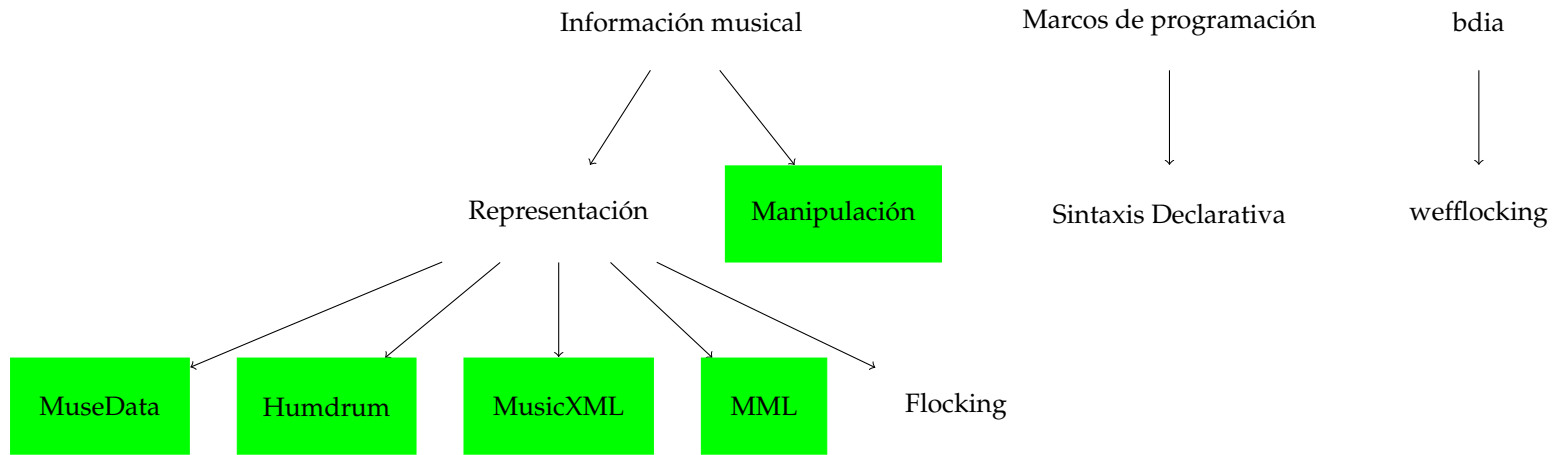 Información musical
Marcos de programación
bdia
Representación
Manipulación
Sintaxis Declarativa
wefflocking
MuseData
Humdrum
MusicXML
MML
Flocking